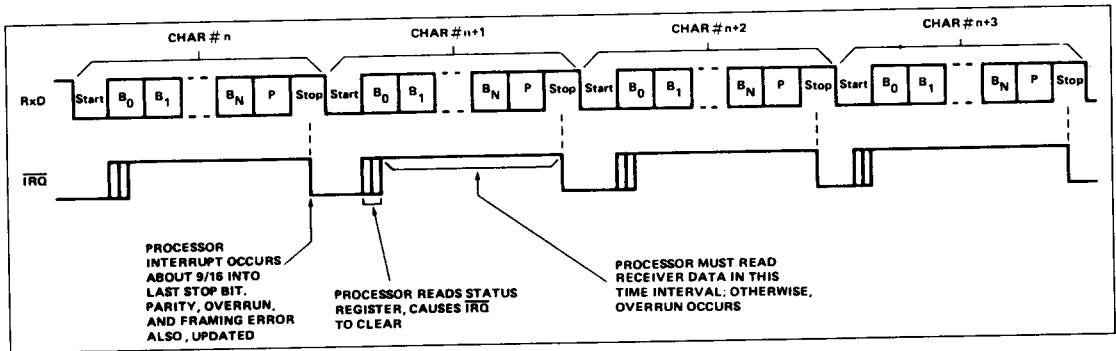 CHAR # n CHAR # n+1 CHAR # n+2 CHAR # n+3
RxD Start B0 B1 BN P Stop Start B0 B1 BN P Stop Start B0 B1 BN P Stop Start B0 B1 BN P Stop
IRQ
PROCESSOR
INTERRUPT OCCURS
ABOUT 9/16 INTO
LAST STOP BIT.
PARITY, OVERRUN,
AND FRAMING ERROR
ALSO, UPDATED
PROCESSOR READS STATUS
REGISTER, CAUSES IRQ
TO CLEAR
PROCESSOR MUST READ
RECEIVER DATA IN THIS
TIME INTERVAL; OTHERWISE,
OVERRUN OCCURS